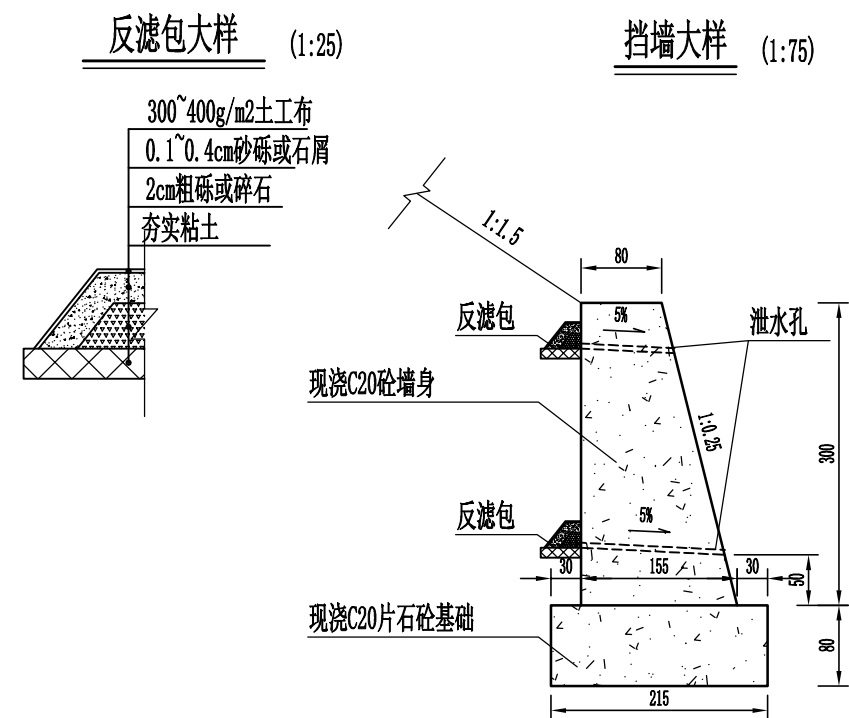 反滤包大样 (1:25)
300~400g/m2土工布
0.1~0.4cm砂砾或石屑
2cm粗砾或碎石
夯实粘土
挡墙大样 (1:75)
1:1.5
80
5%
反滤包
泄水孔
现浇C20砼墙身
1:0.25
300
反滤包
5%
30
155
30
50
现浇C20片石砼基础
80
215